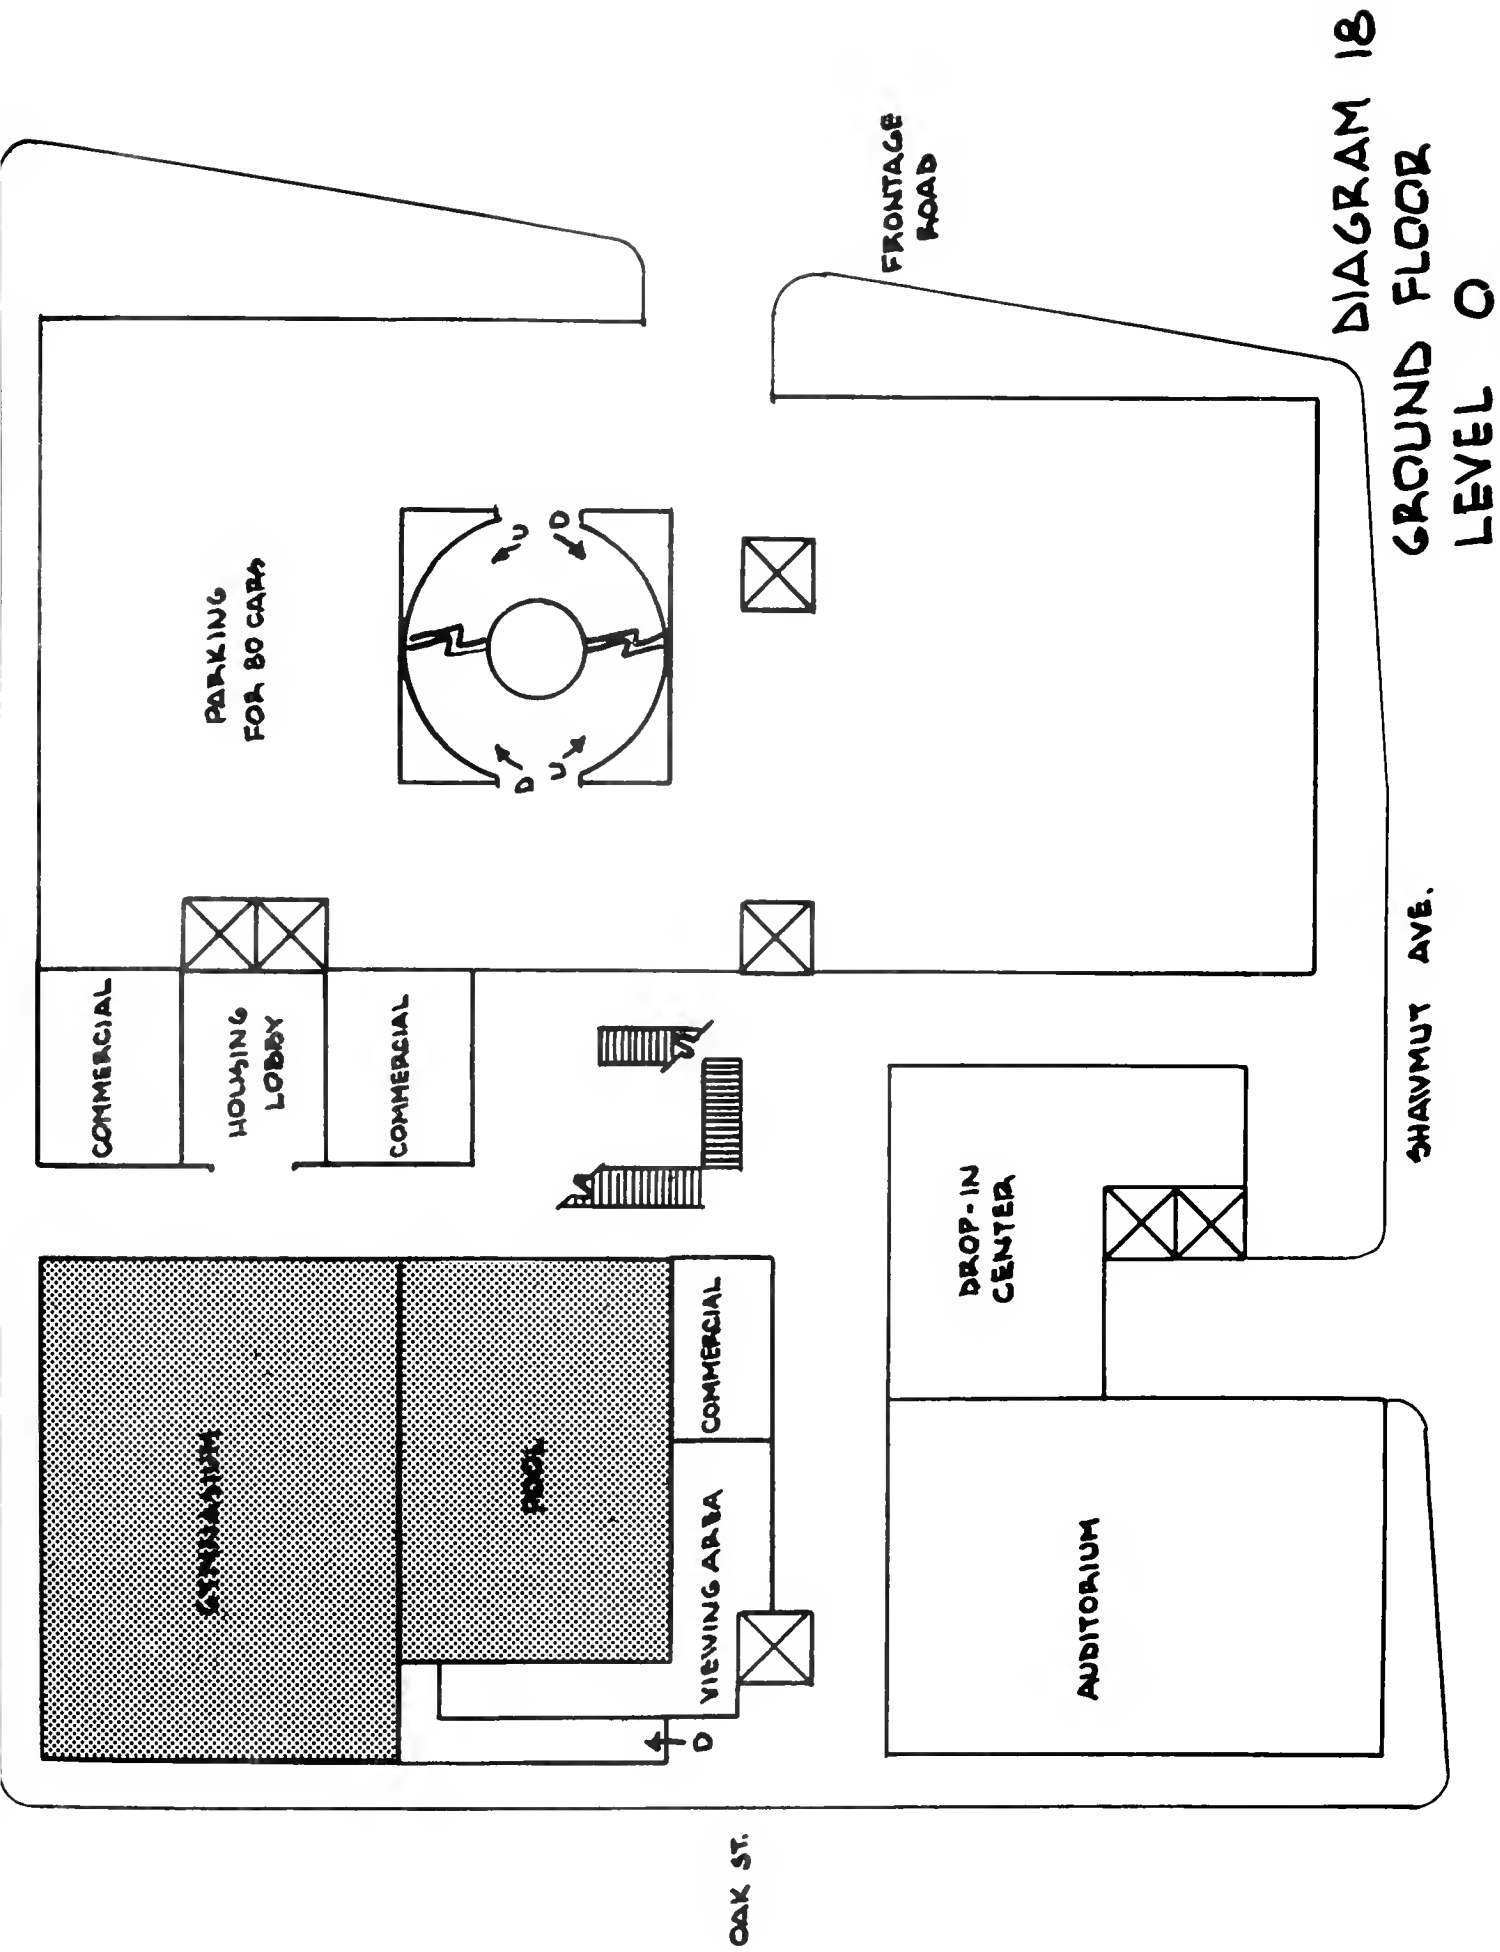 DIAGRAM 18
GROUND FLOOR
LEVEL O
FRONTAGE
ROAD
PARKING
FOR 80 CARS
U
D
D
U
COMMERCIAL
HOUSING
LOBBY
COMMERCIAL
GYMNASIUM
POOL
COMMERCIAL
VIEWING AREA
D
DROP-IN
CENTER
AUDITORIUM
SHAWMUT AVE.
OAK ST.